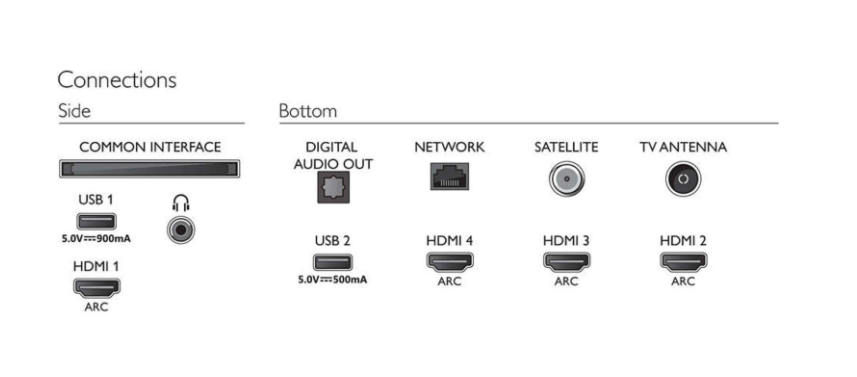 Connections
Side
COMMON INTERFACE
USB 1
5.0V⎓900mA
HDMI 1
ARC
Bottom
DIGITAL
AUDIO OUT
NETWORK
SATELLITE
TV ANTENNA
USB 2
5.0V⎓500mA
HDMI 4
ARC
HDMI 3
ARC
HDMI 2
ARC